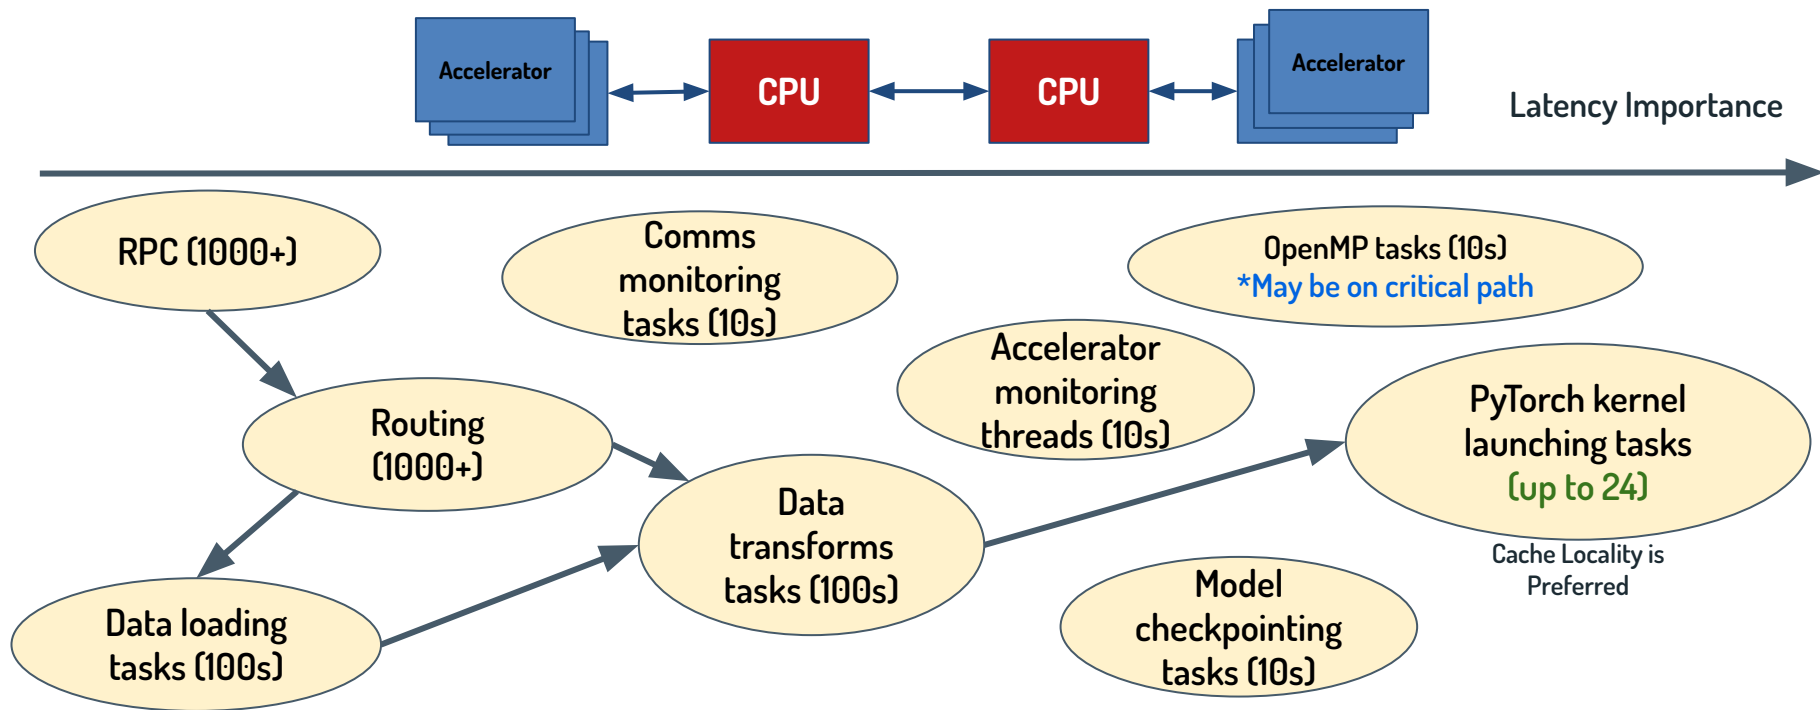 Accelerator
CPU
CPU
Accelerator
Latency Importance
RPC (1000+)
Comms
monitoring
tasks (10s)
OpenMP tasks (10s)
*May be on critical path
Accelerator
monitoring
threads (10s)
PyTorch kernel
launching tasks
(up to 24)
Cache Locality is
Preferred
Routing
(1000+)
Data
transforms
tasks (100s)
Data loading
tasks (100s)
Model
checkpointing
tasks (10s)